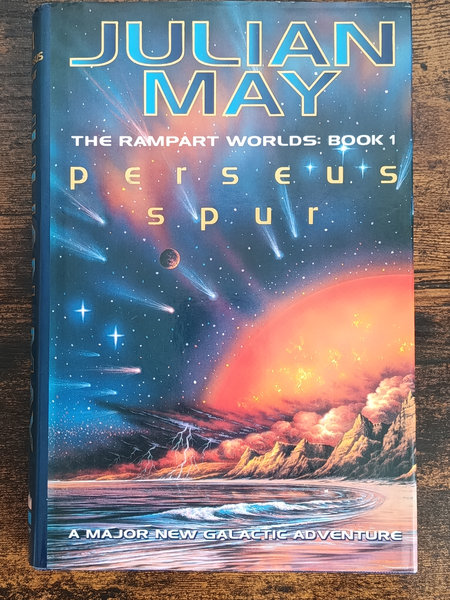 JULIAN
MAY
THE RAMPART WORLDS: BOOK 1
perseus
spur
A MAJOR NEW GALACTIC ADVENTURE